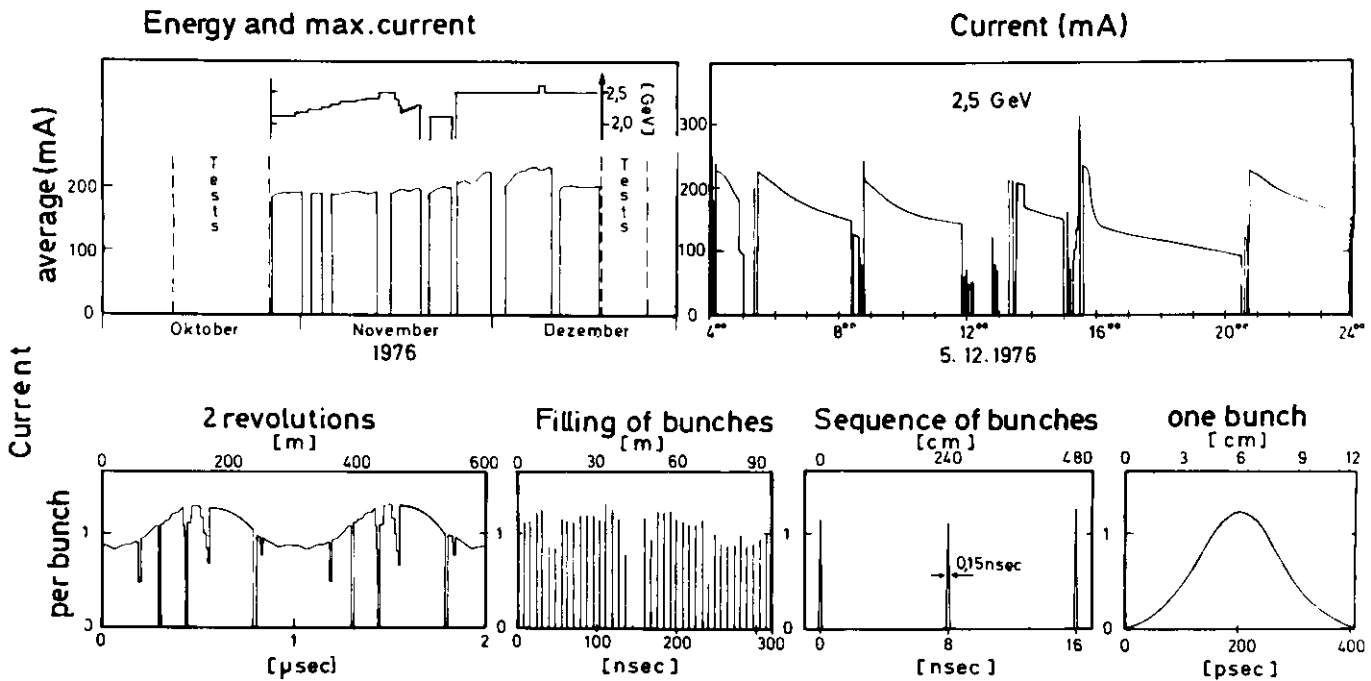 Energy and max.current
Current (mA)
Current
average(mA)
200
100
0
Tests
Tests
2,5
2,0
[GeV]
Oktober
November
Dezember
1976
2,5 GeV
300
200
100
0
4⁰⁰
8⁰⁰
12⁰⁰
16⁰⁰
20⁰⁰
24⁰⁰
5.12.1976
per bunch
2 revolutions
[m]
0
200
400
600
1
0
0
1
2
[µsec]
Filling of bunches
[m]
0
30
60
90
1
0
0
100
200
300
[nsec]
Sequence of bunches
[cm]
0
240
480
1
0
0,15nsec
0
8
16
[nsec]
one bunch
[cm]
0
3
6
9
12
1
0
0
200
400
[psec]